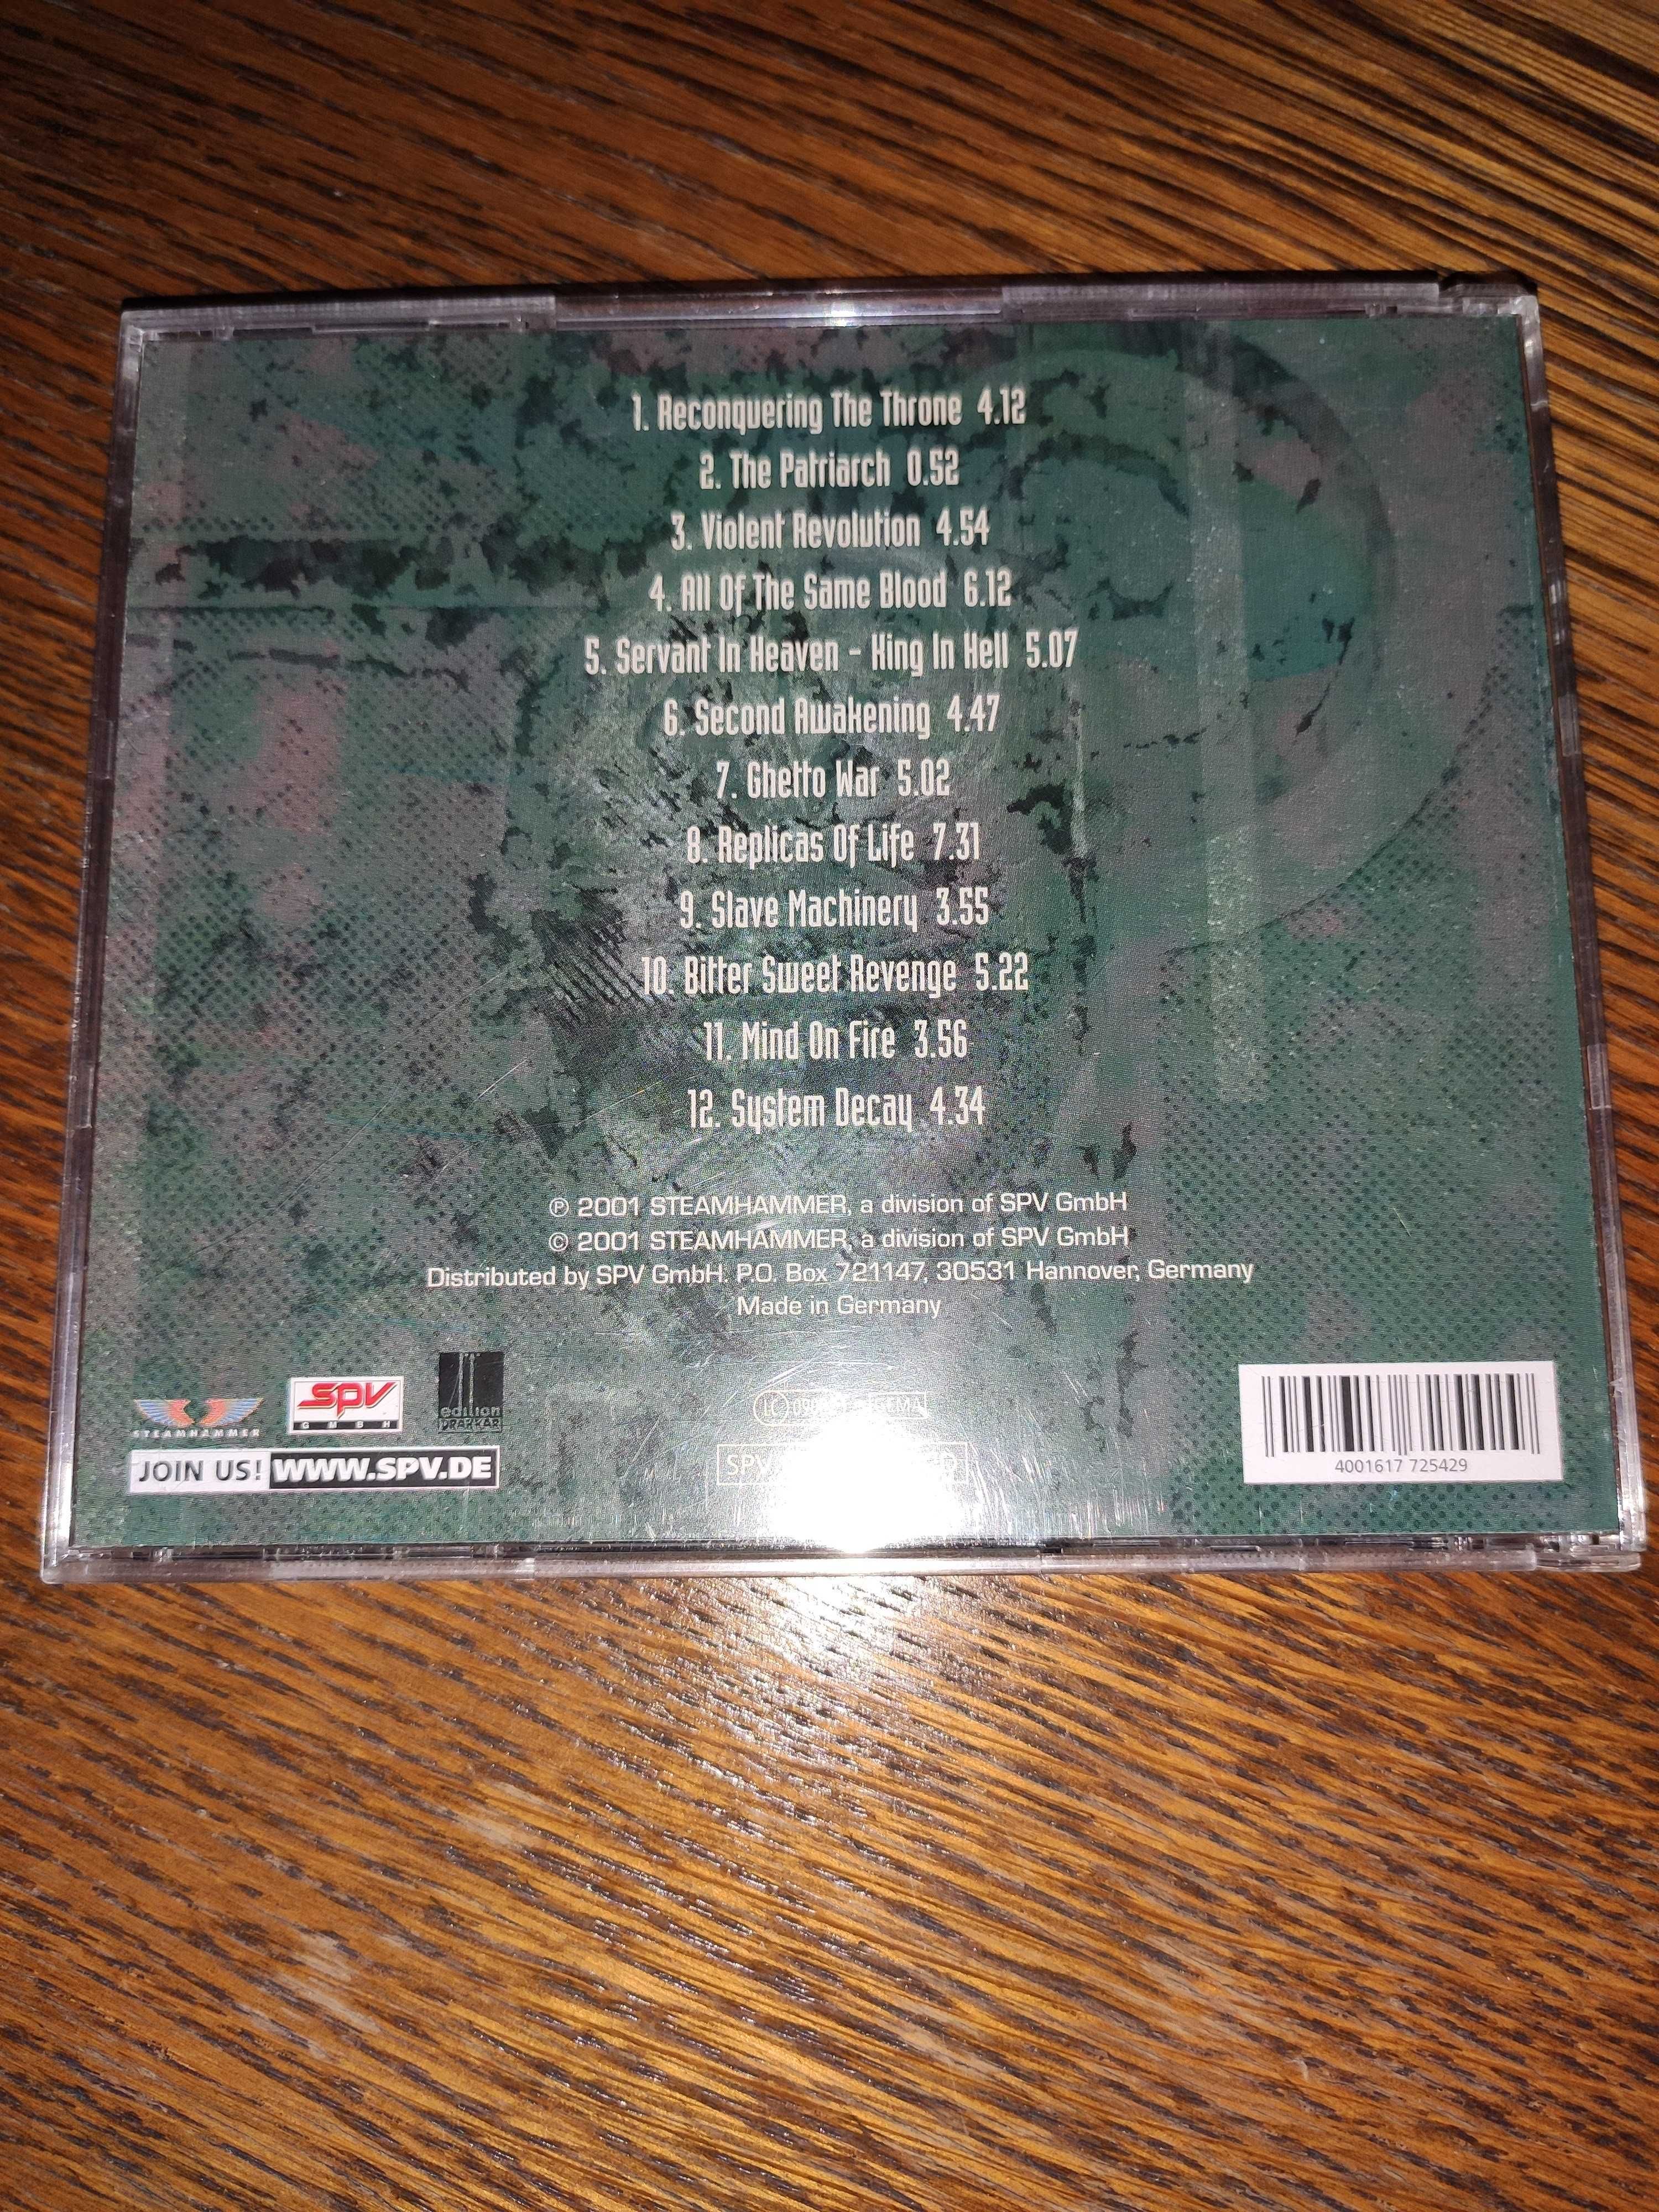 1. Reconquering The Throne 4.12
2. The Patriarch 0.52
3. Violent Revolution 4.54
4. All Of The Same Blood 6.12
5. Servant In Heaven - King In Hell 5.07
6. Second Awakening 4.47
7. Ghetto War 5.02
8. Replicas Of Life 7.31
9. Slave Machinery 3.55
10. Bitter Sweet Revenge 5.22
11. Mind On Fire 3.56
12. System Decay 4.34
℗ 2001 STEAMHAMMER, a division of SPV GmbH
© 2001 STEAMHAMMER, a division of SPV GmbH
Distributed by SPV GmbH. P.O. Box 721147, 30531 Hannover, Germany
Made in Germany
STEAMHAMMER
SPV
GMBH
edition
DRAKKAR
LC
JOIN US! WWW.SPV.DE
SPV
4001617 725429